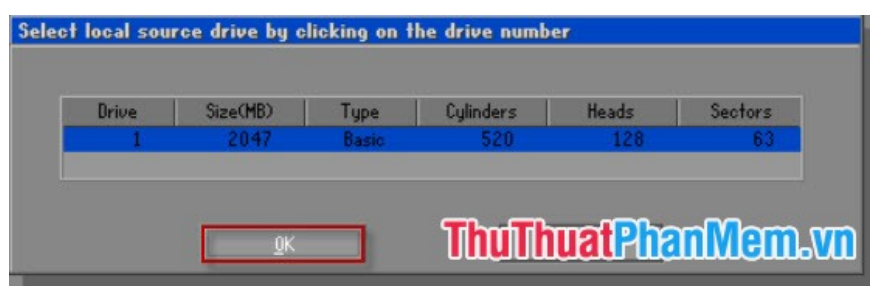 Select local source drive by clicking on the drive number
Drive Size(MB) Type Cylinders Heads Sectors
1 2047 Basic 520 128 63
OK
ThuThuatPhanMem.vn